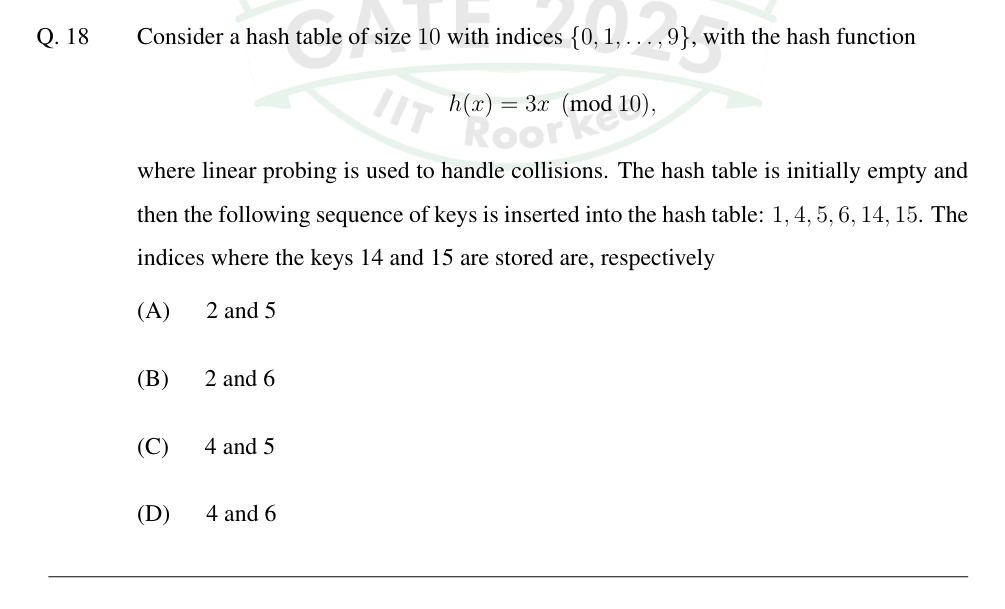 GATE 2025
IIT Roorkee
Q. 18 Consider a hash table of size 10 with indices {0, 1, . . . , 9}, with the hash function
h(x) = 3x (mod 10),
where linear probing is used to handle collisions. The hash table is initially empty and
then the following sequence of keys is inserted into the hash table: 1, 4, 5, 6, 14, 15. The
indices where the keys 14 and 15 are stored are, respectively
(A) 2 and 5
(B) 2 and 6
(C) 4 and 5
(D) 4 and 6